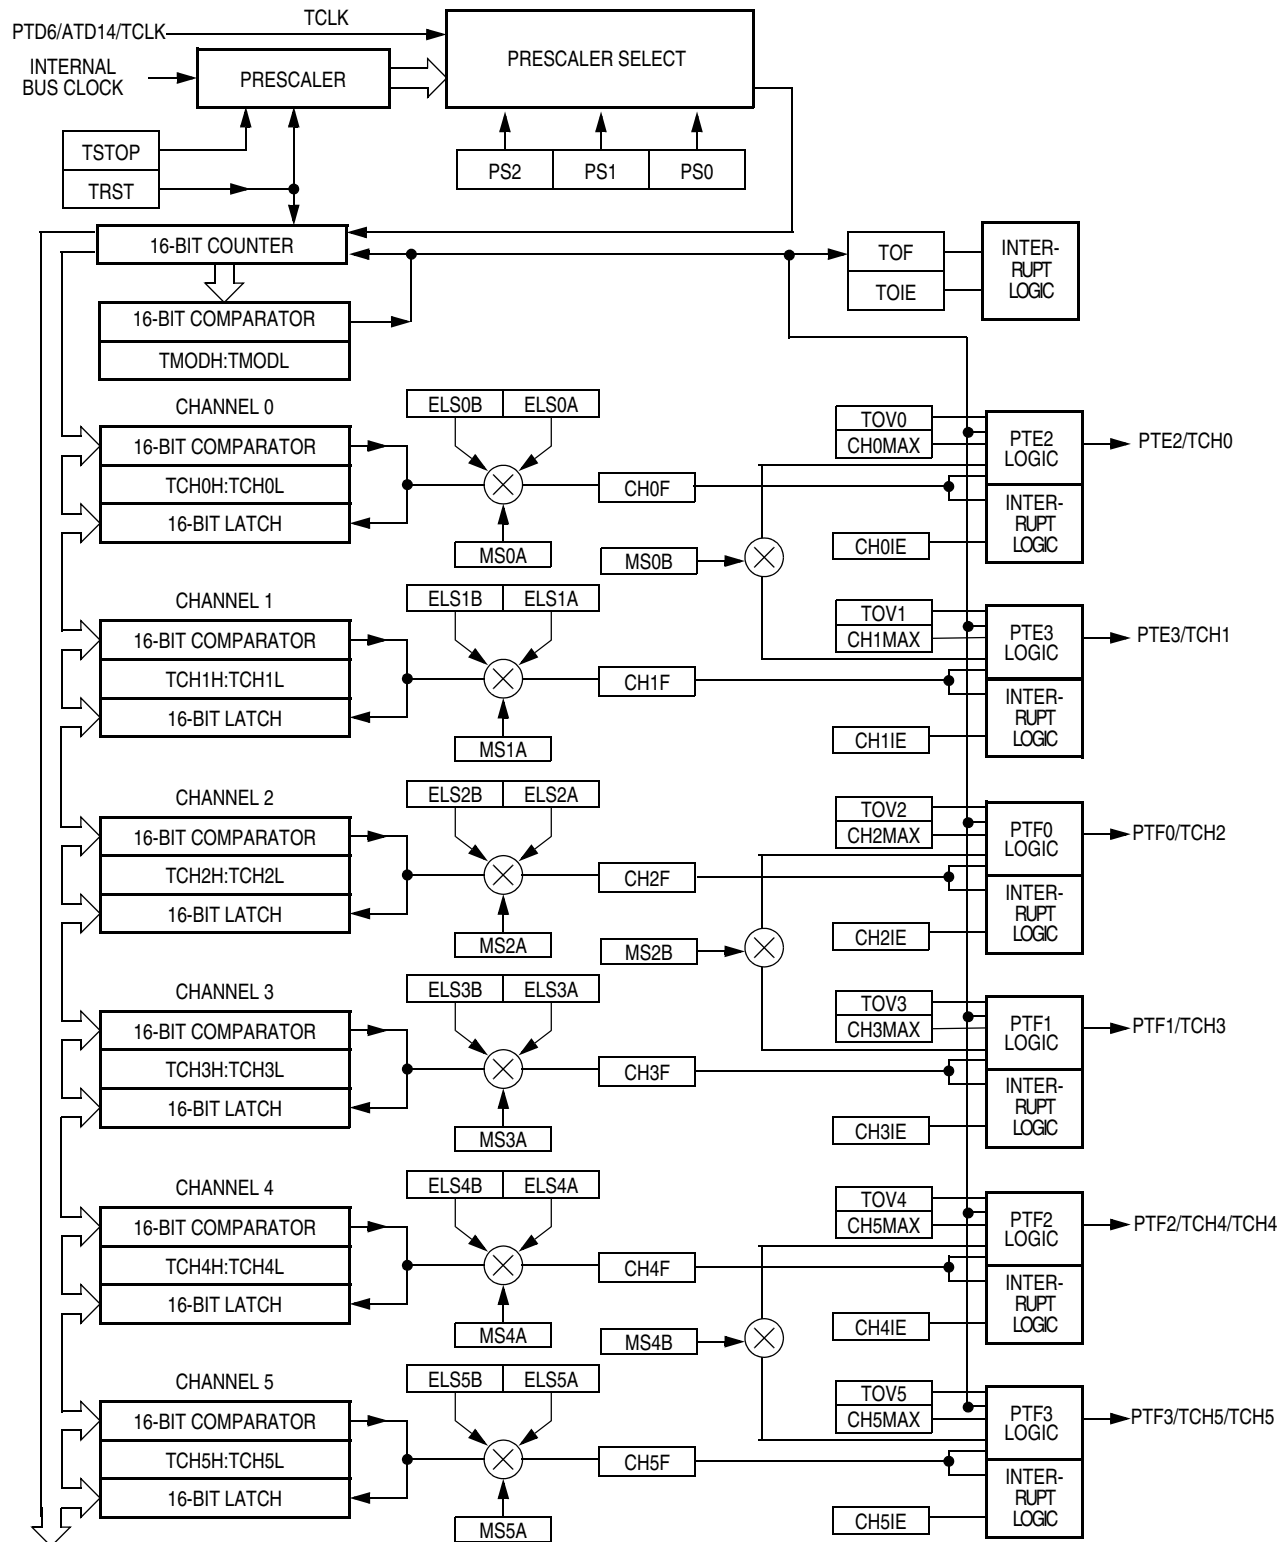 TCLK
PTD6/ATD14/TCLK
PRESCALER SELECT
INTERNAL
BUS CLOCK
PRESCALER
TSTOP
TRST
PS2 PS1 PS0
16-BIT COUNTER
TOF
TOIE
INTER-
RUPT
LOGIC
16-BIT COMPARATOR
TMODH:TMODL
CHANNEL 0
16-BIT COMPARATOR
TCH0H:TCH0L
16-BIT LATCH
ELS0B ELS0A
MS0A
CH0F
MS0B
TOV0
CH0MAX
CH0IE
PTE2
LOGIC
INTER-
RUPT
LOGIC
PTE2/TCH0
CHANNEL 1
16-BIT COMPARATOR
TCH1H:TCH1L
16-BIT LATCH
ELS1B ELS1A
MS1A
CH1F
TOV1
CH1MAX
CH1IE
PTE3
LOGIC
INTER-
RUPT
LOGIC
PTE3/TCH1
CHANNEL 2
16-BIT COMPARATOR
TCH2H:TCH2L
16-BIT LATCH
ELS2B ELS2A
MS2A
CH2F
MS2B
TOV2
CH2MAX
CH2IE
PTF0
LOGIC
INTER-
RUPT
LOGIC
PTF0/TCH2
CHANNEL 3
16-BIT COMPARATOR
TCH3H:TCH3L
16-BIT LATCH
ELS3B ELS3A
MS3A
CH3F
TOV3
CH3MAX
CH3IE
PTF1
LOGIC
INTER-
RUPT
LOGIC
PTF1/TCH3
CHANNEL 4
16-BIT COMPARATOR
TCH4H:TCH4L
16-BIT LATCH
ELS4B ELS4A
MS4A
CH4F
MS4B
TOV4
CH5MAX
CH4IE
PTF2
LOGIC
INTER-
RUPT
LOGIC
PTF2/TCH4/TCH4
CHANNEL 5
16-BIT COMPARATOR
TCH5H:TCH5L
16-BIT LATCH
ELS5B ELS5A
MS5A
CH5F
TOV5
CH5MAX
CH5IE
PTF3
LOGIC
INTER-
RUPT
LOGIC
PTF3/TCH5/TCH5